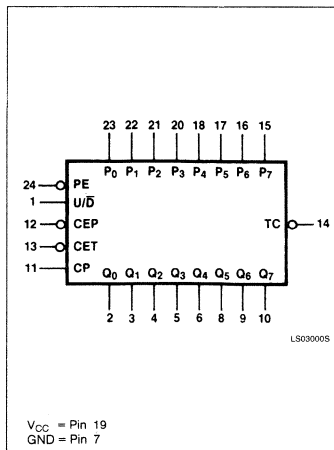 23 22 21 20 18 17 16 15
P0 P1 P2 P3 P4 P5 P6 P7
24 PE
1 U/D̅
12 CEP
TC 14
13 CET
11 CP
Q0 Q1 Q2 Q3 Q4 Q5 Q6 Q7
2 3 4 5 6 8 9 10
LS03000S
VCC = Pin 19
GND = Pin 7